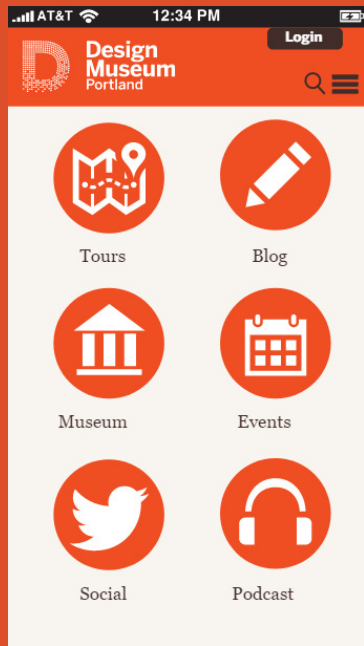 AT&T 12:34 PM
Login
Design
Museum
Portland
Tours Blog
Museum Events
Social Podcast